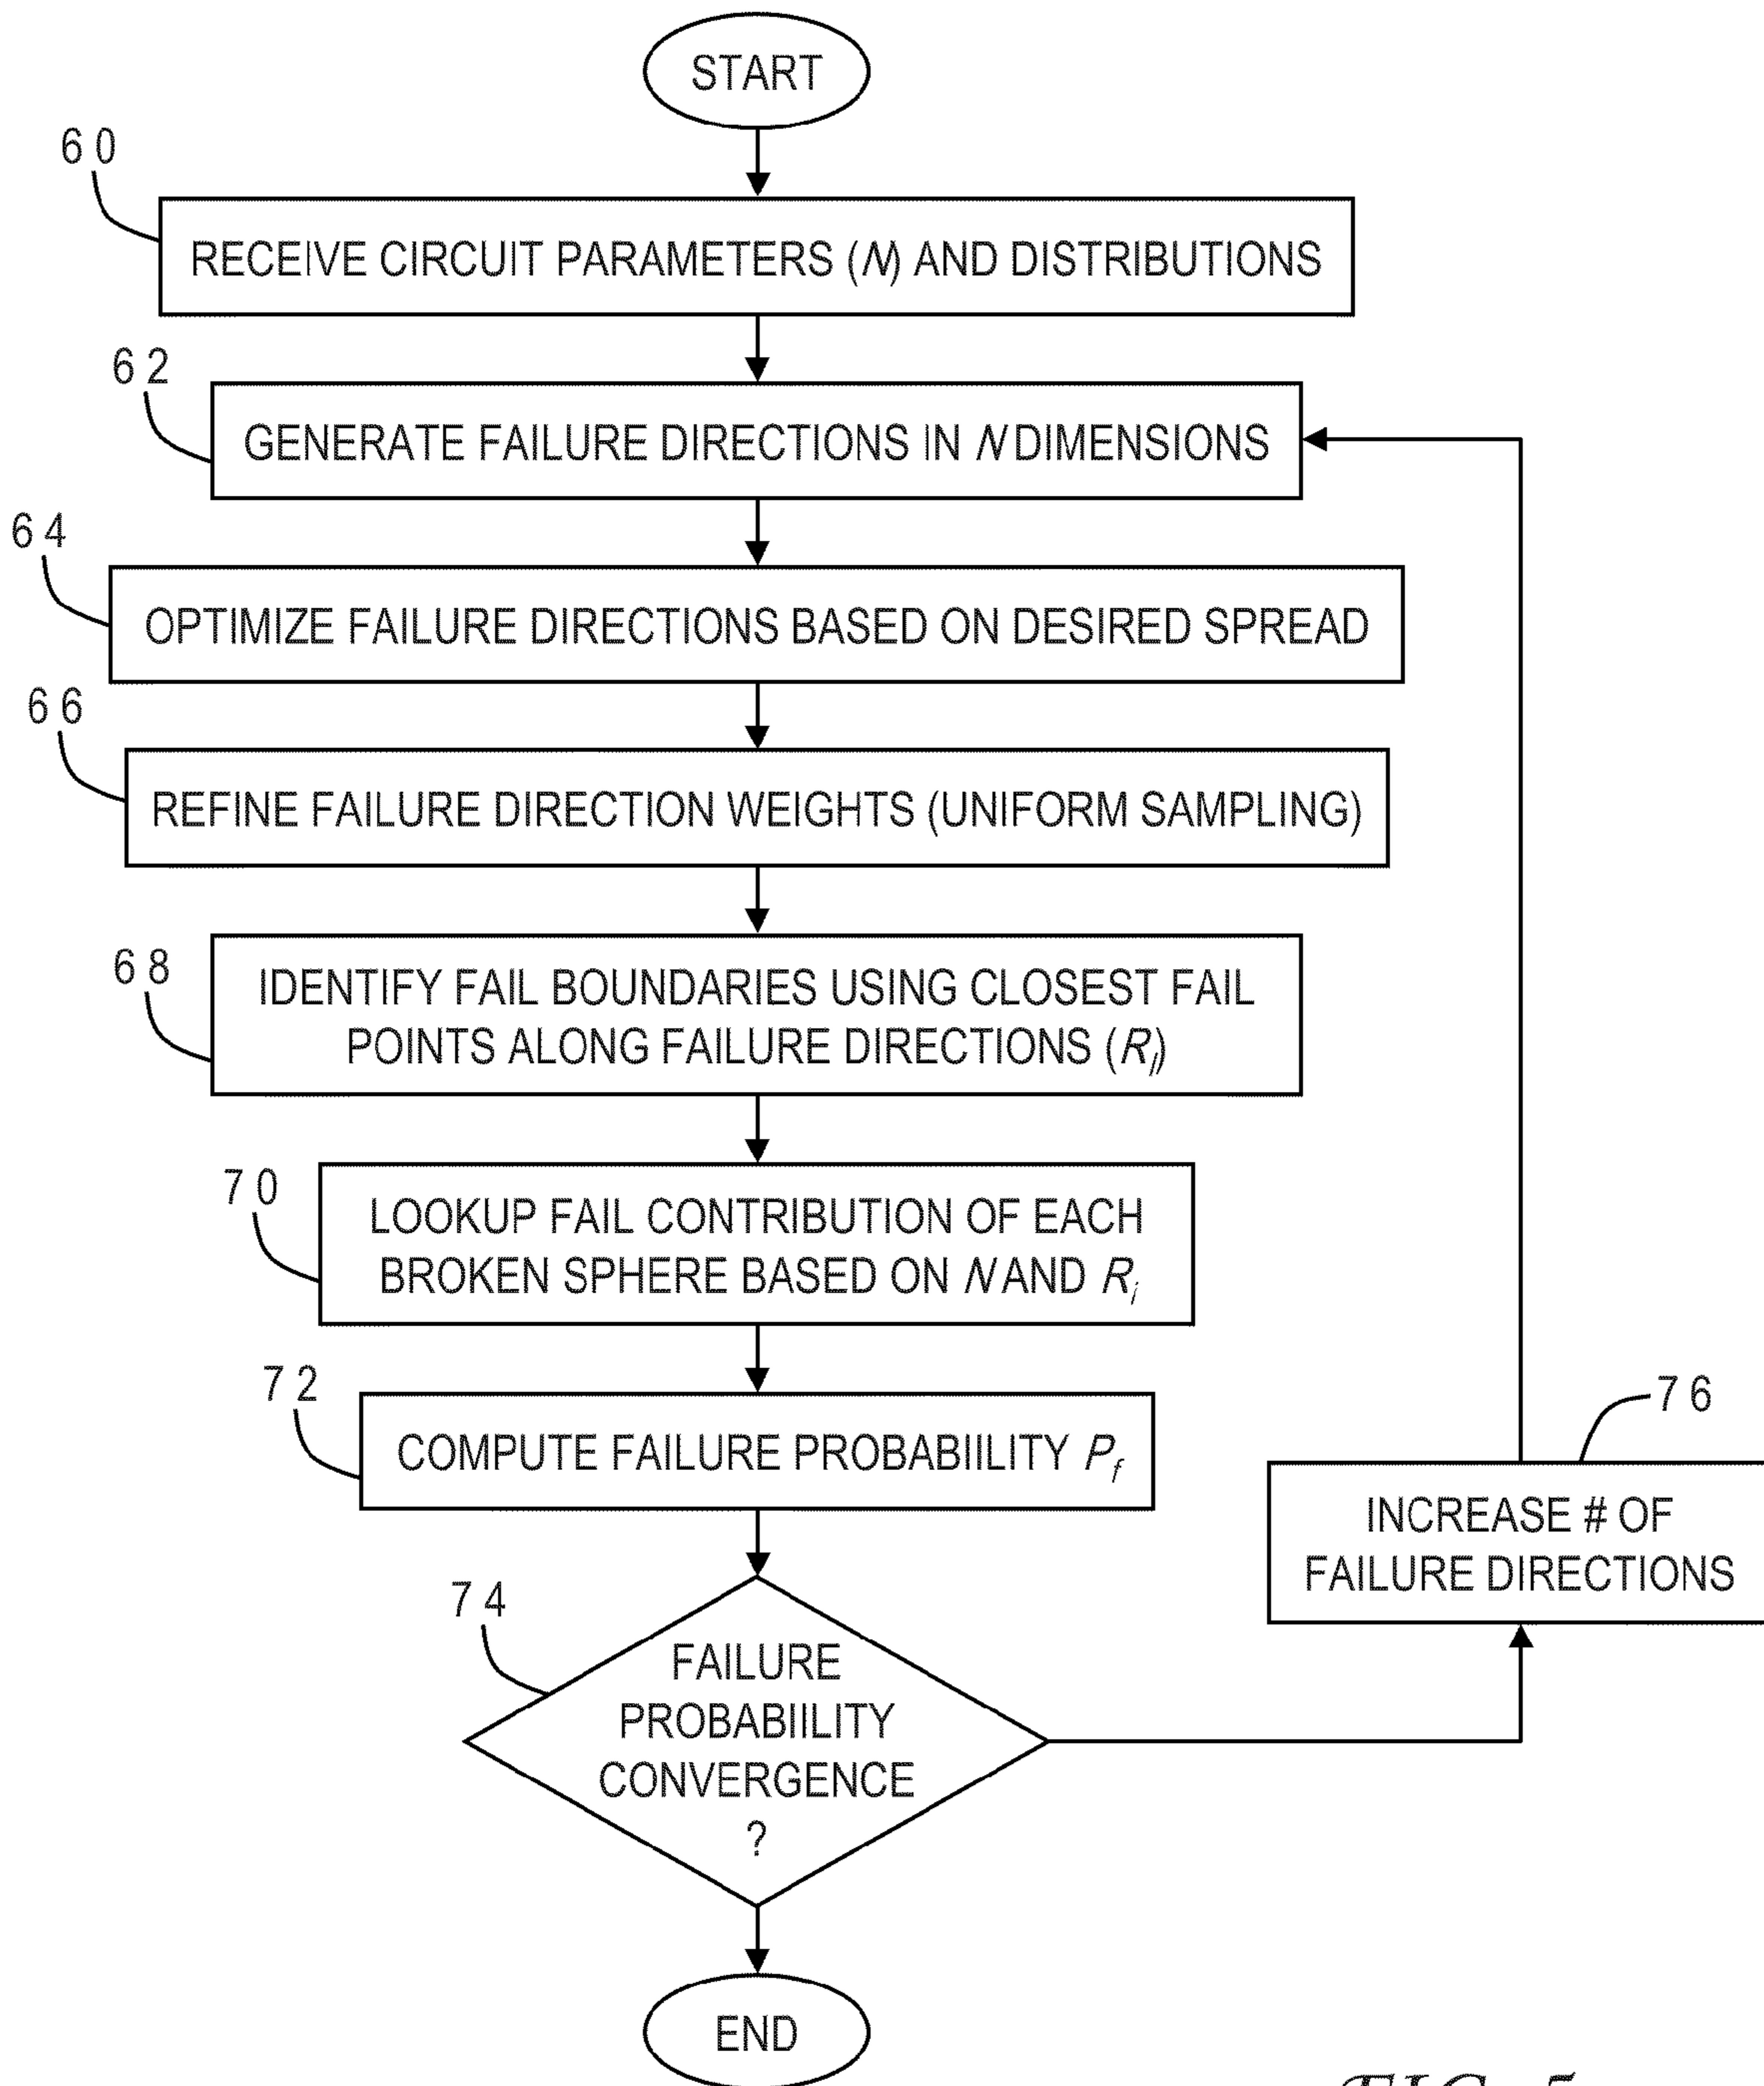 START
60
RECEIVE CIRCUIT PARAMETERS (N) AND DISTRIBUTIONS
62
GENERATE FAILURE DIRECTIONS IN N DIMENSIONS
64
OPTIMIZE FAILURE DIRECTIONS BASED ON DESIRED SPREAD
66
REFINE FAILURE DIRECTION WEIGHTS (UNIFORM SAMPLING)
68
IDENTIFY FAIL BOUNDARIES USING CLOSEST FAIL
POINTS ALONG FAILURE DIRECTIONS (Ri)
70
LOOKUP FAIL CONTRIBUTION OF EACH
BROKEN SPHERE BASED ON N AND Ri
72
COMPUTE FAILURE PROBABIILITY Pf
76
INCREASE # OF
FAILURE DIRECTIONS
74
FAILURE
PROBABIILITY
CONVERGENCE
?
END
FIG. 5